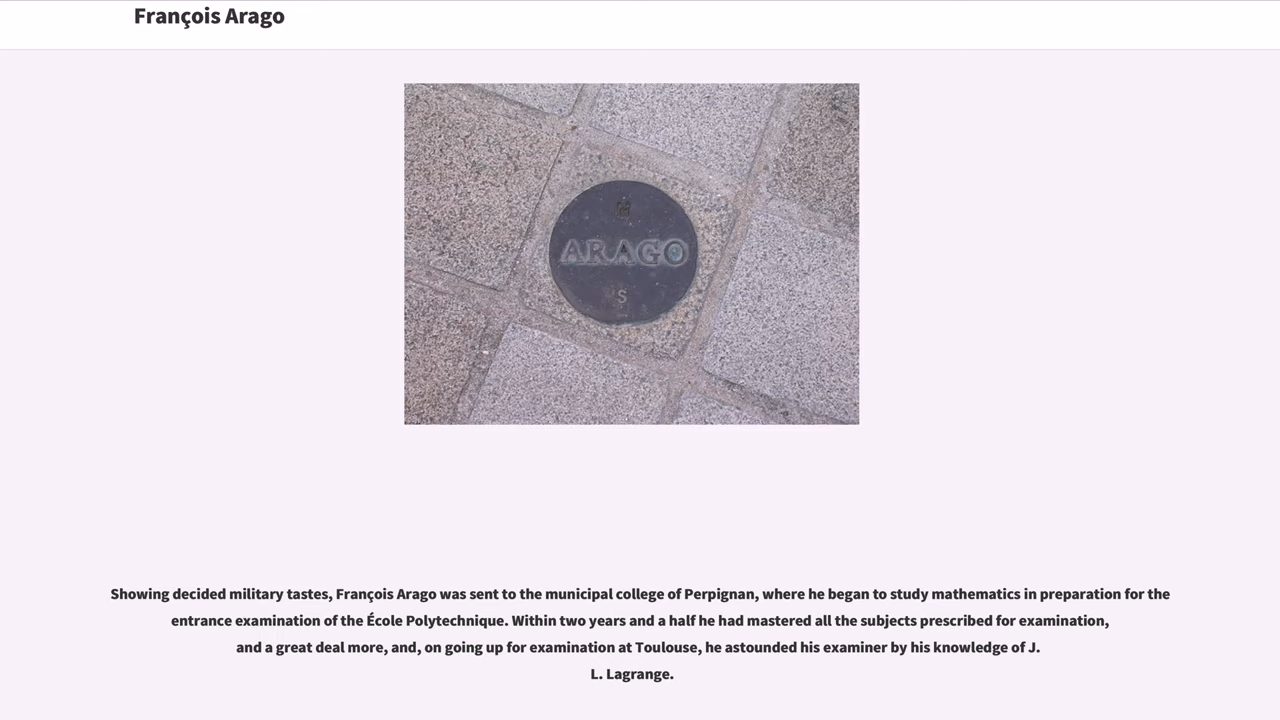 François Arago
ARAGO
S
Showing decided military tastes, François Arago was sent to the municipal college of Perpignan, where he began to study mathematics in preparation for the
entrance examination of the École Polytechnique. Within two years and a half he had mastered all the subjects prescribed for examination,
and a great deal more, and, on going up for examination at Toulouse, he astounded his examiner by his knowledge of J.
L. Lagrange.